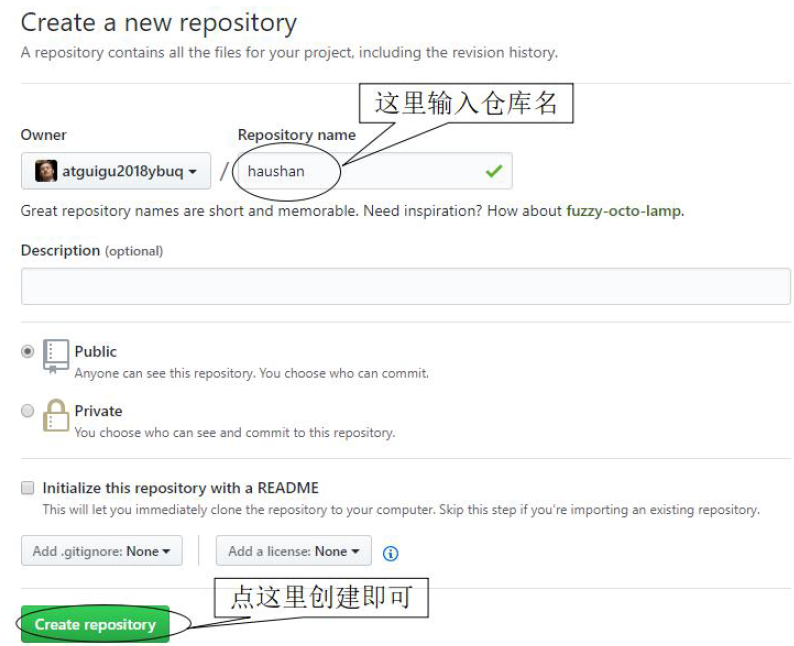 Create a new repository
A repository contains all the files for your project, including the revision history.
这里输入仓库名
Owner
Repository name
atguigu2018ybuq
/
haushan
Great repository names are short and memorable. Need inspiration? How about fuzzy-octo-lamp.
Description (optional)
Public
Anyone can see this repository. You choose who can commit.
Private
You choose who can see and commit to this repository.
Initialize this repository with a README
This will let you immediately clone the repository to your computer. Skip this step if you're importing an existing repository.
Add .gitignore: None
Add a license: None
点这里创建即可
Create repository